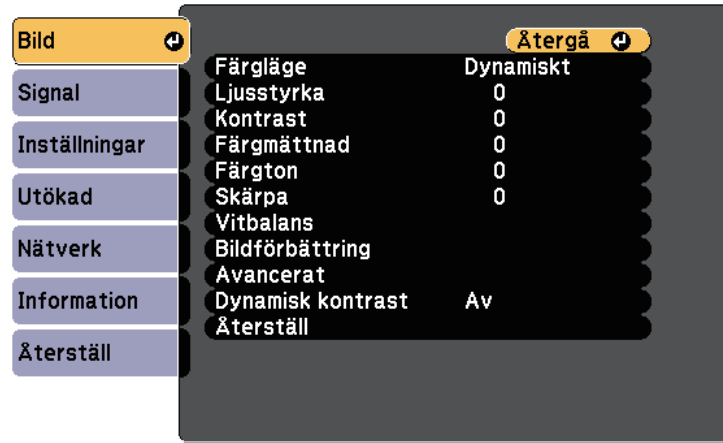 Bild
Signal
Inställningar
Utökad
Nätverk
Information
Återställ
Återgå
Färgläge Dynamiskt
Ljusstyrka 0
Kontrast 0
Färgmättnad 0
Färgton 0
Skärpa 0
Vitbalans
Bildförbättring
Avancerat
Dynamisk kontrast Av
Återställ